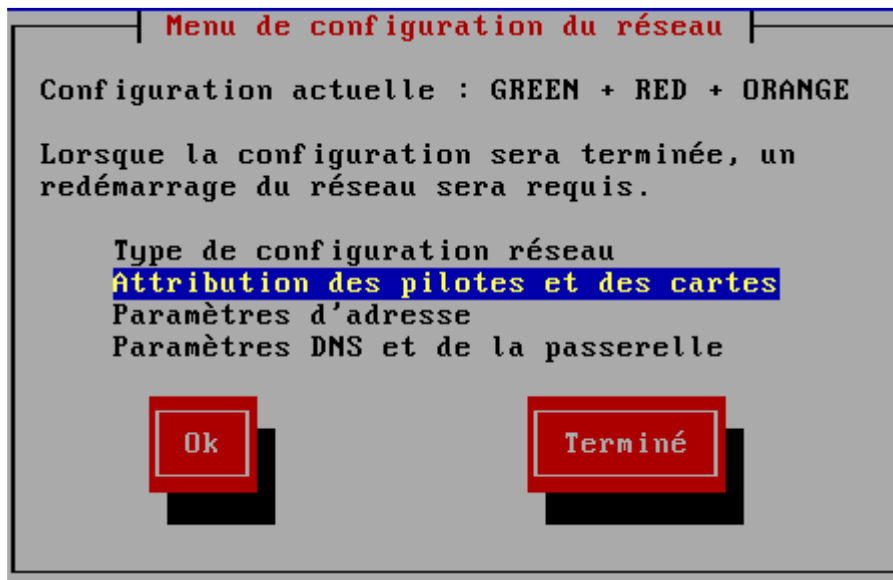 Menu de configuration du réseau
Configuration actuelle : GREEN + RED + ORANGE
Lorsque la configuration sera terminée, un
redémarrage du réseau sera requis.
Type de configuration réseau
Attribution des pilotes et des cartes
Paramètres d'adresse
Paramètres DNS et de la passerelle
Ok
Terminé